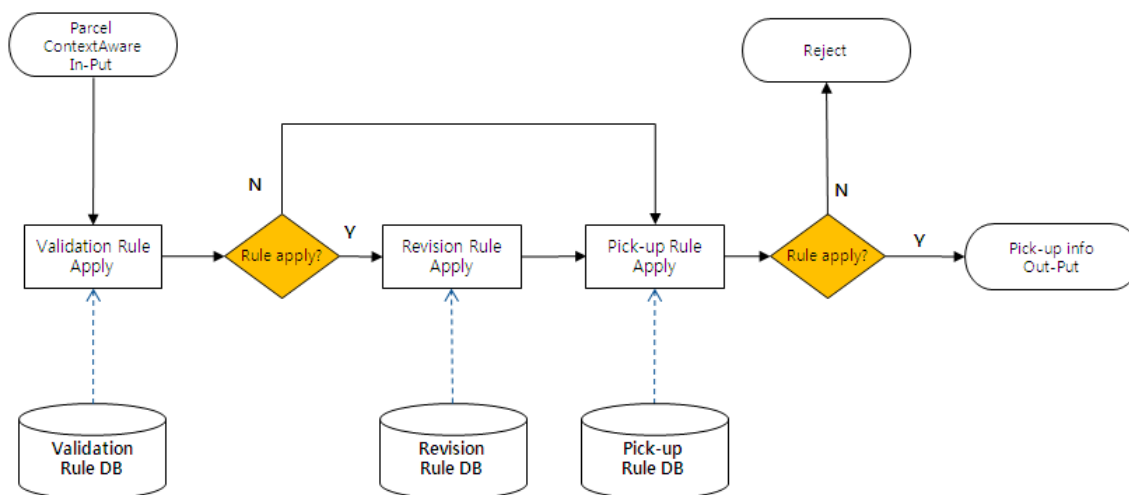 Parcel
ContextAware
In-Put
Reject
N
N
Validation Rule
Apply
Rule apply?
Y
Revision Rule
Apply
Pick-up Rule
Apply
Rule apply?
Y
Pick-up info
Out-Put
Validation
Rule DB
Revision
Rule DB
Pick-up
Rule DB